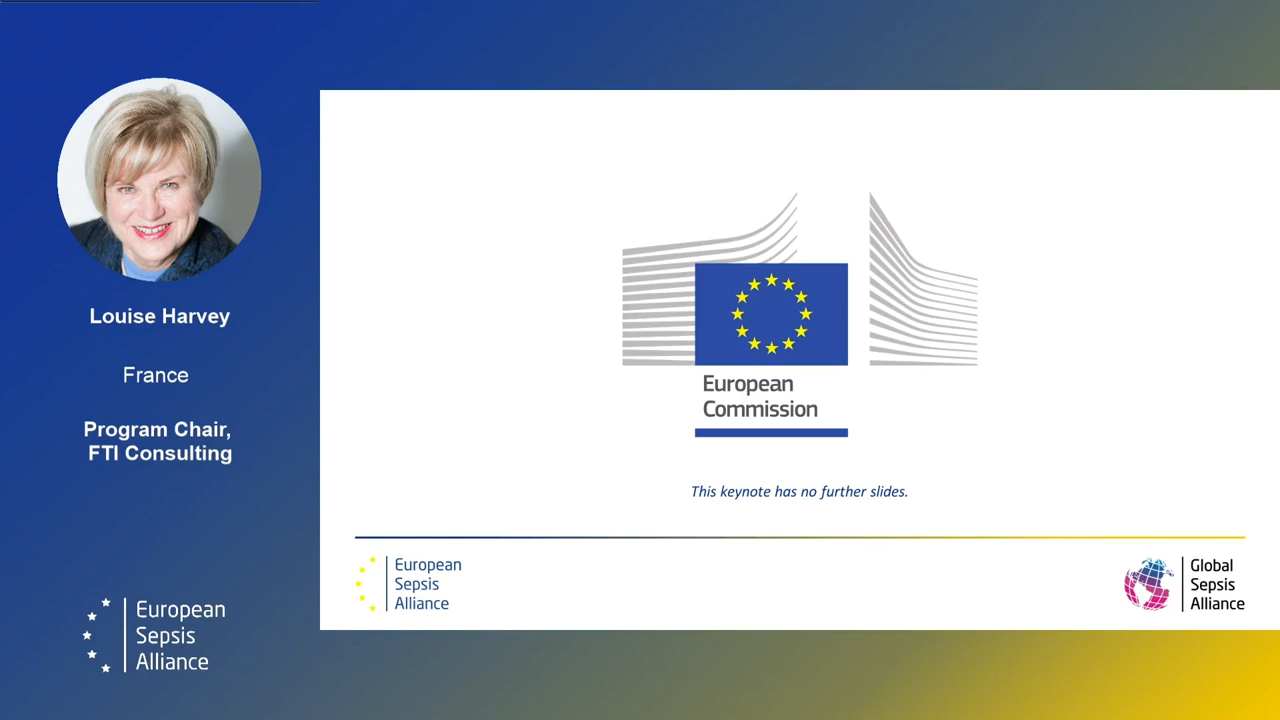 Louise Harvey
France
Program Chair,
FTI Consulting
European
Sepsis
Alliance
European
Commission
This keynote has no further slides.
European
Sepsis
Alliance
Global
Sepsis
Alliance